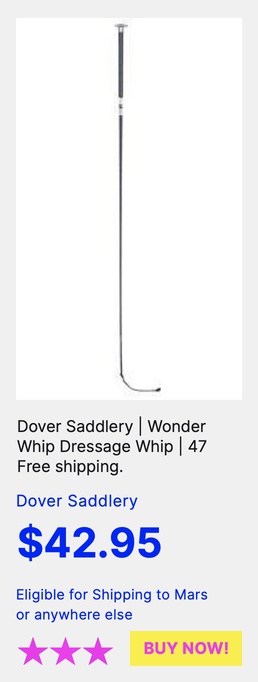 Dover Saddlery | Wonder
Whip Dressage Whip | 47
Free shipping.
Dover Saddlery
$42.95
Eligible for Shipping to Mars
or anywhere else
BUY NOW!